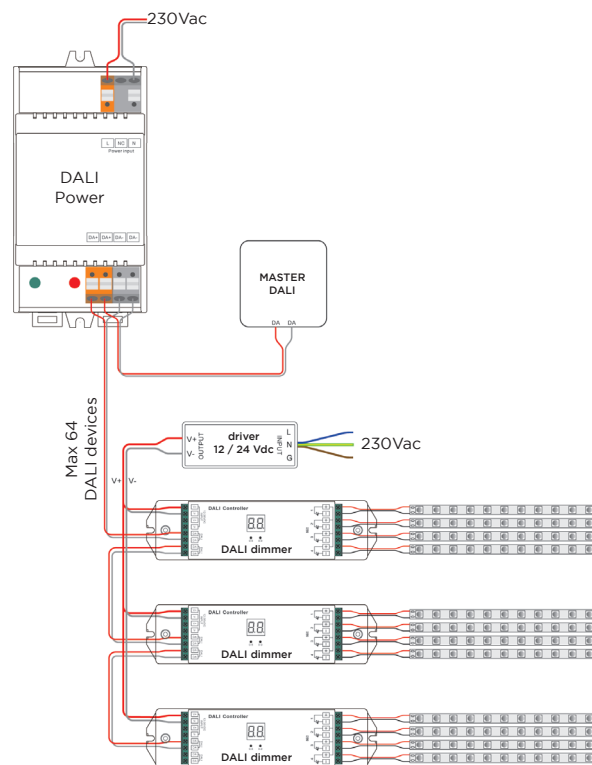 230Vac
L NC N
Power input
DALI
Power
DA+ DA+ DA- DA-
MASTER
DALI
DA DA
Max 64
DALI devices
V+ V-
V+
V-
OUTPUT
driver
12 / 24 Vdc
INPUT
L
N
G
230Vac
DALI Controller
88
DALI dimmer
DALI Controller
88
DALI dimmer
DALI Controller
88
DALI dimmer